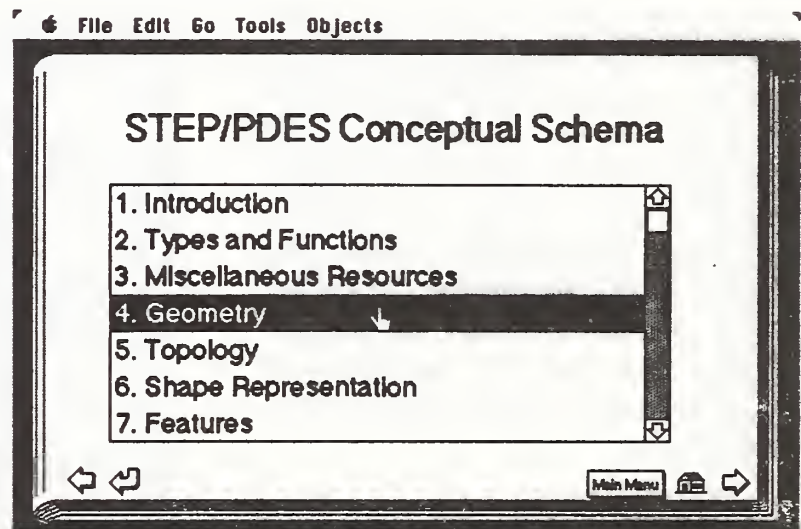 File Edit Go Tools Objects
STEP/PDES Conceptual Schema
1. Introduction
2. Types and Functions
3. Miscellaneous Resources
4. Geometry
5. Topology
6. Shape Representation
7. Features
Main Menu